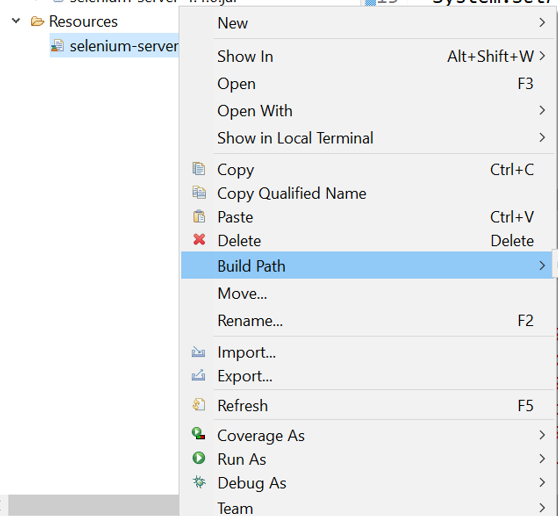 Resources
selenium-server
New
Show In Alt+Shift+W
Open F3
Open With
Show in Local Terminal
Copy Ctrl+C
Copy Qualified Name
Paste Ctrl+V
Delete Delete
Build Path
Move...
Rename... F2
Import...
Export...
Refresh F5
Coverage As
Run As
Debug As
Team